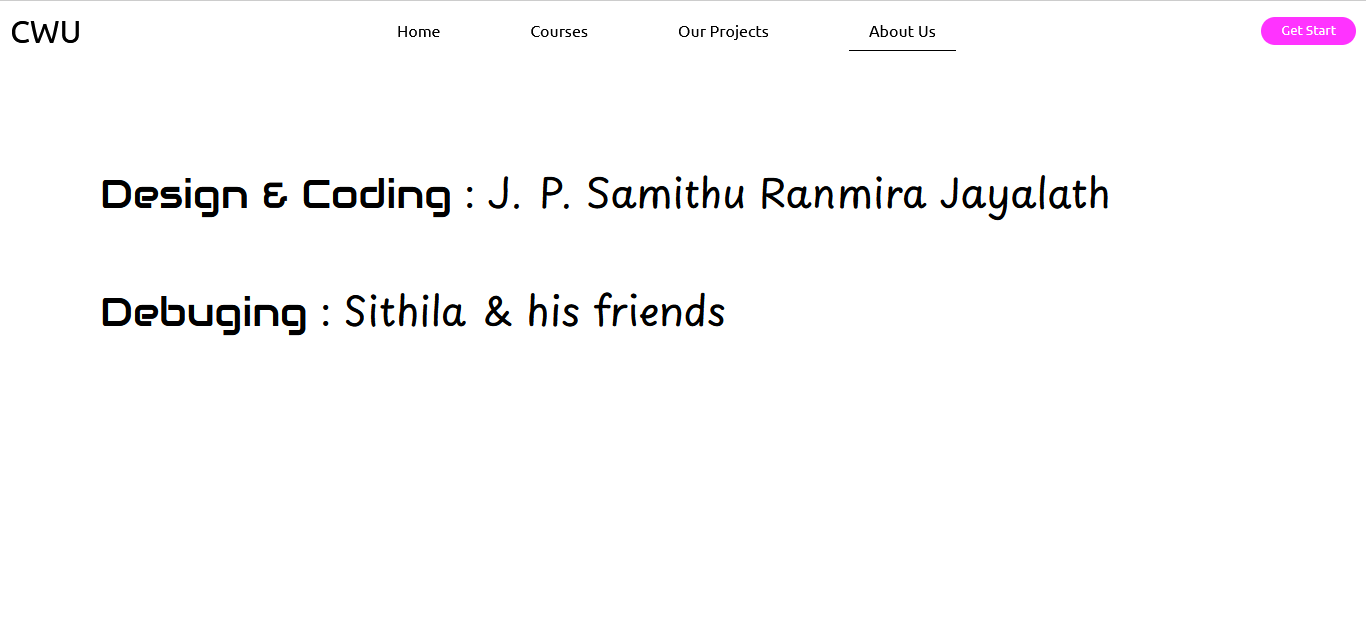 CWU Home Courses Our Projects About Us Get Start
Design & Coding : J. P. Samithu Ranmira Jayalath
Debuging : Sithila & his friends